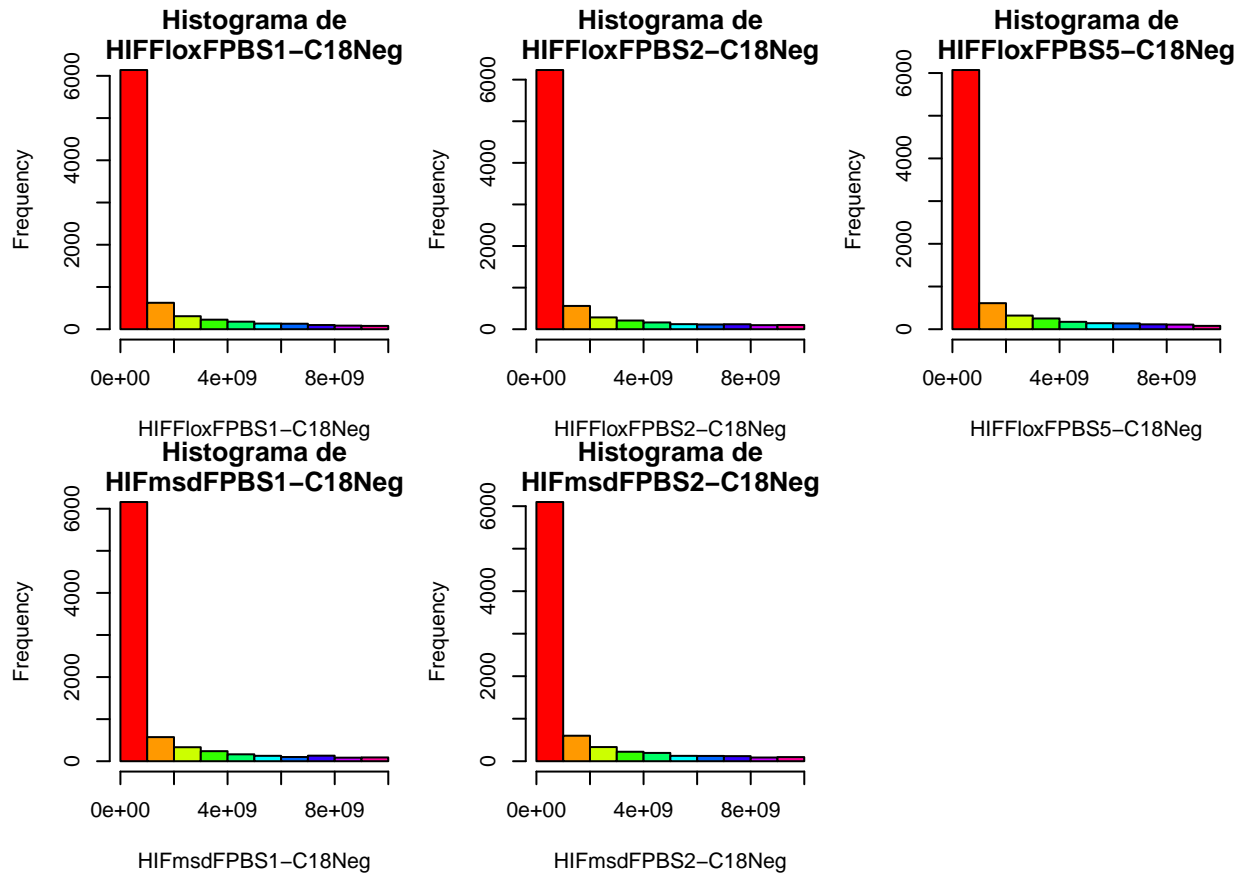 Histograma de
HIFFloxFPBS1−C18Neg
Frequency
0
2000
4000
6000
0e+00 4e+09 8e+09
HIFFloxFPBS1−C18Neg
Histograma de
HIFFloxFPBS2−C18Neg
Frequency
0
2000
4000
6000
0e+00 4e+09 8e+09
HIFFloxFPBS2−C18Neg
Histograma de
HIFFloxFPBS5−C18Neg
Frequency
0
2000
4000
6000
0e+00 4e+09 8e+09
HIFFloxFPBS5−C18Neg
Histograma de
HIFmsdFPBS1−C18Neg
Frequency
0
2000
4000
6000
0e+00 4e+09 8e+09
HIFmsdFPBS1−C18Neg
Histograma de
HIFmsdFPBS2−C18Neg
Frequency
0
2000
4000
6000
0e+00 4e+09 8e+09
HIFmsdFPBS2−C18Neg